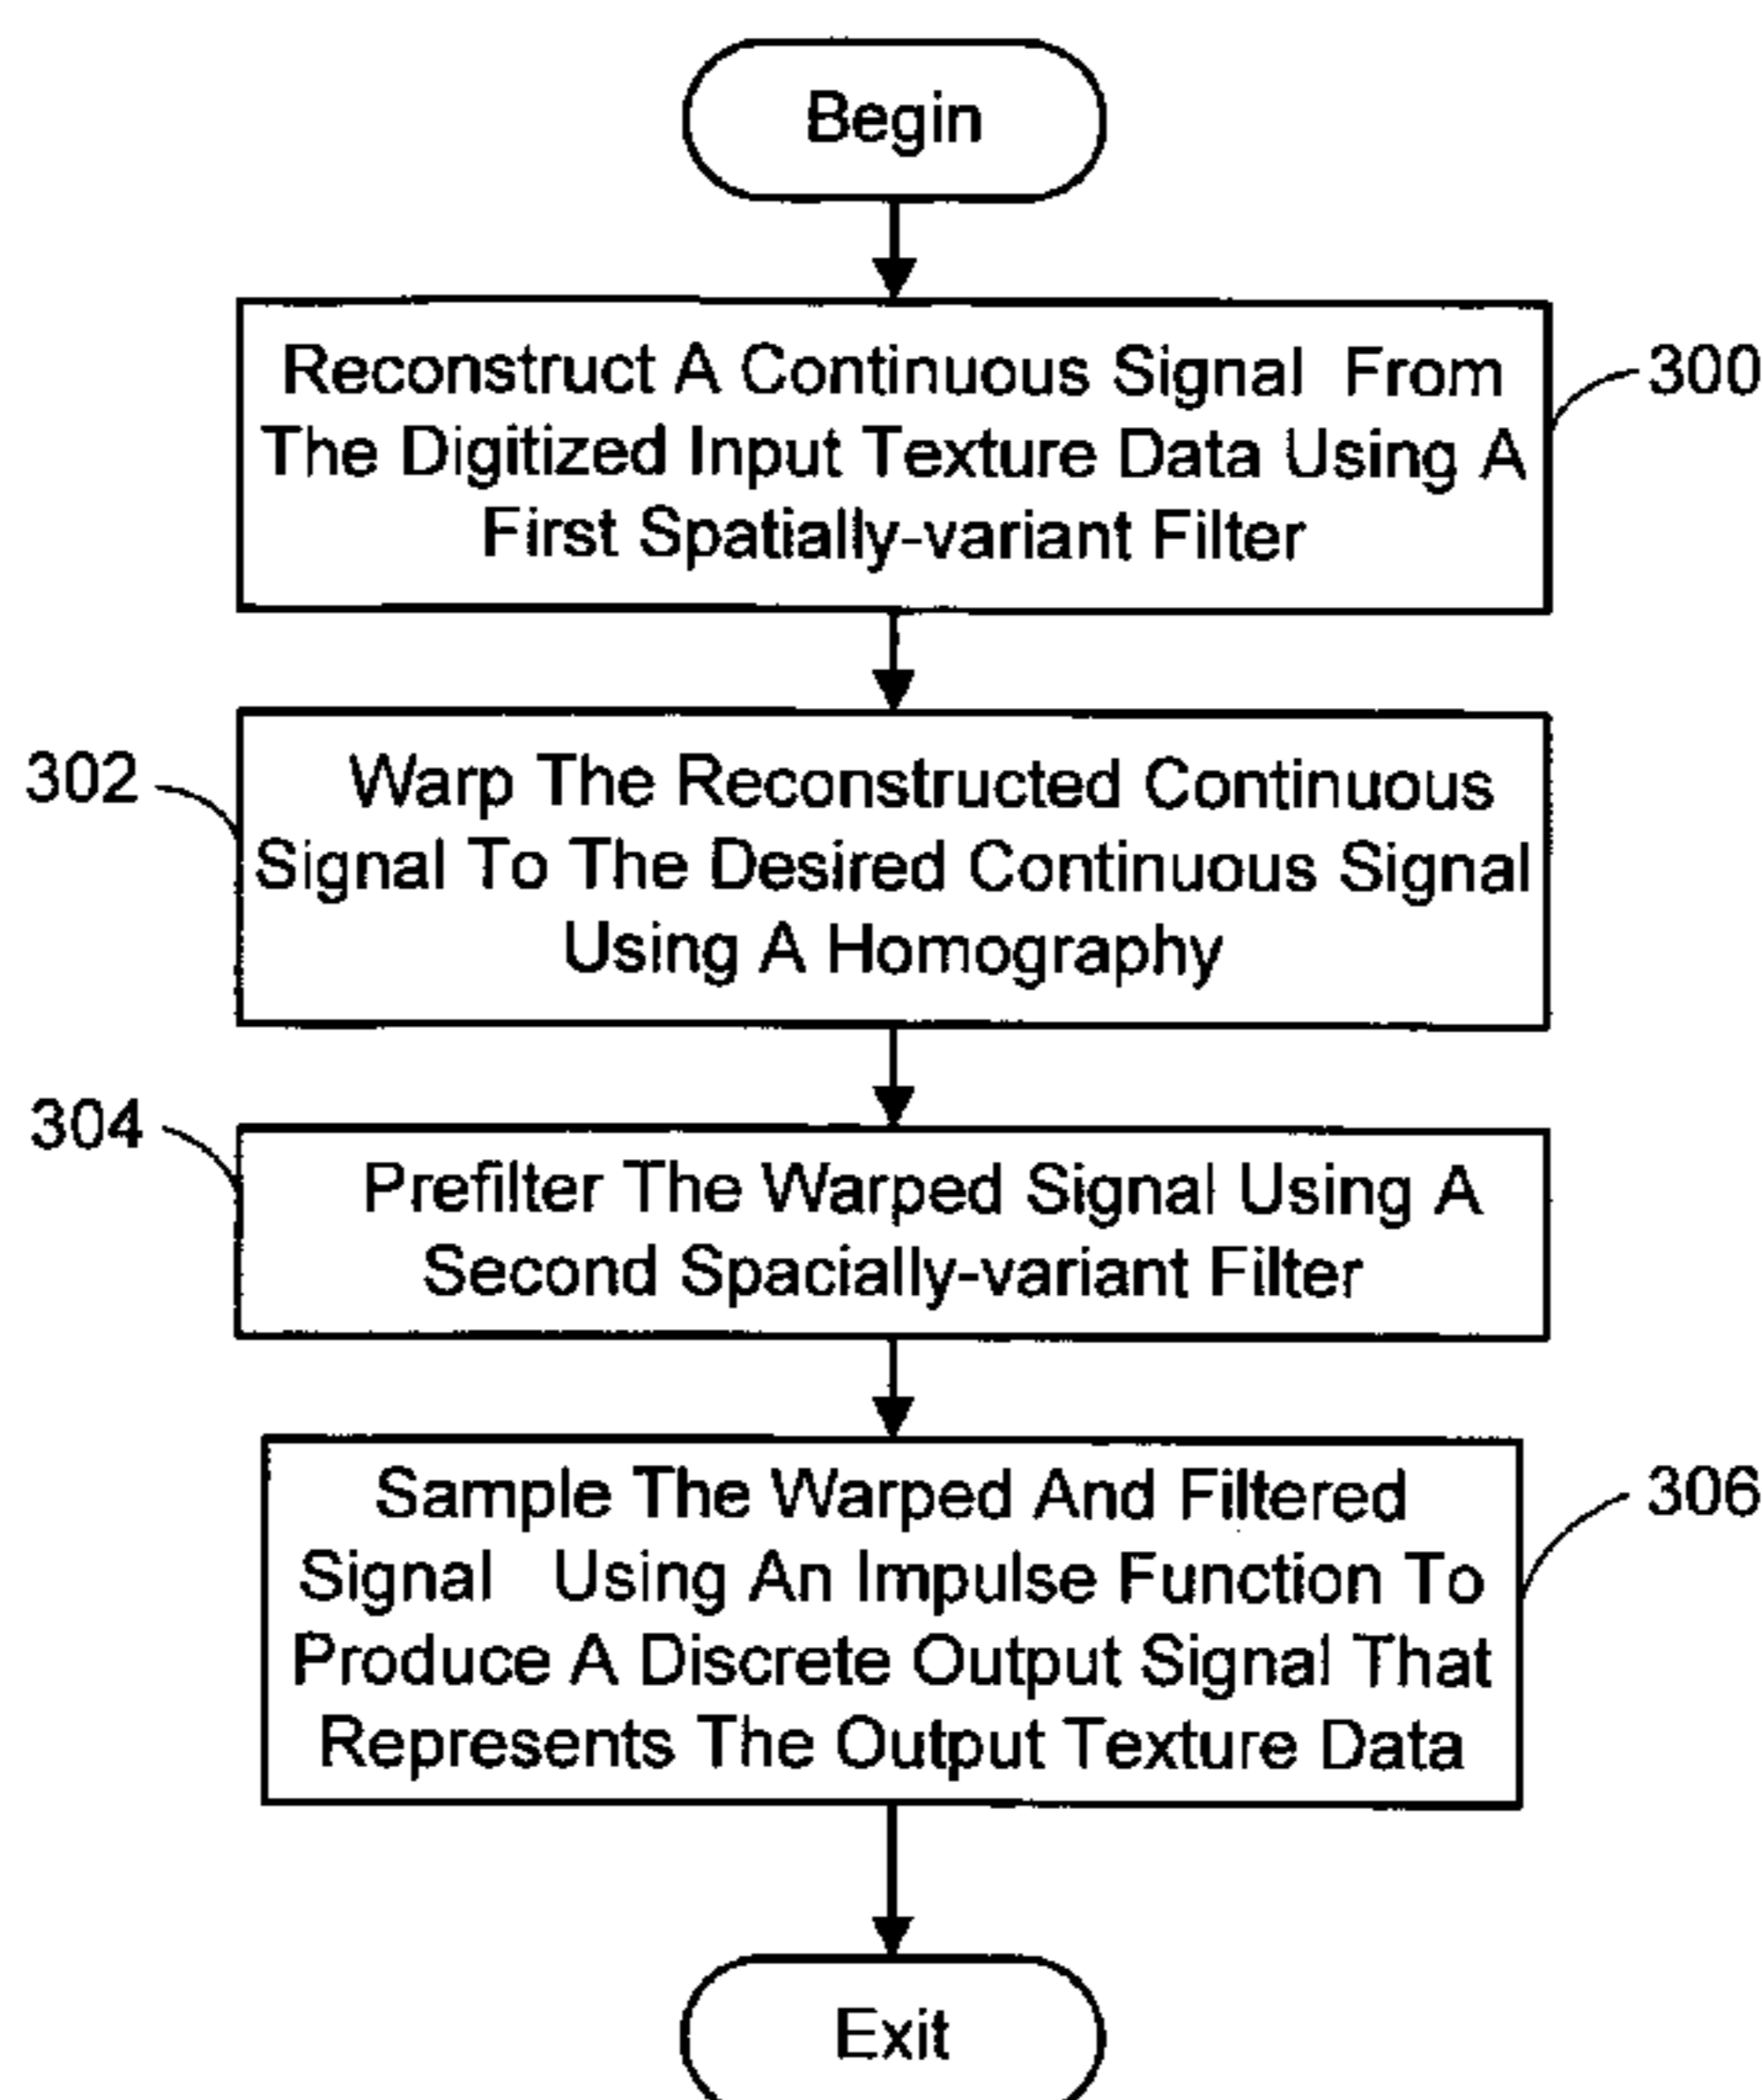 Begin
Reconstruct A Continuous Signal From
The Digitized Input Texture Data Using A
First Spatially-variant Filter
300
302
Warp The Reconstructed Continuous
Signal To The Desired Continuous Signal
Using A Homography
304
Prefilter The Warped Signal Using A
Second Spacially-variant Filter
Sample The Warped And Filtered
Signal Using An Impulse Function To
Produce A Discrete Output Signal That
Represents The Output Texture Data
306
Exit